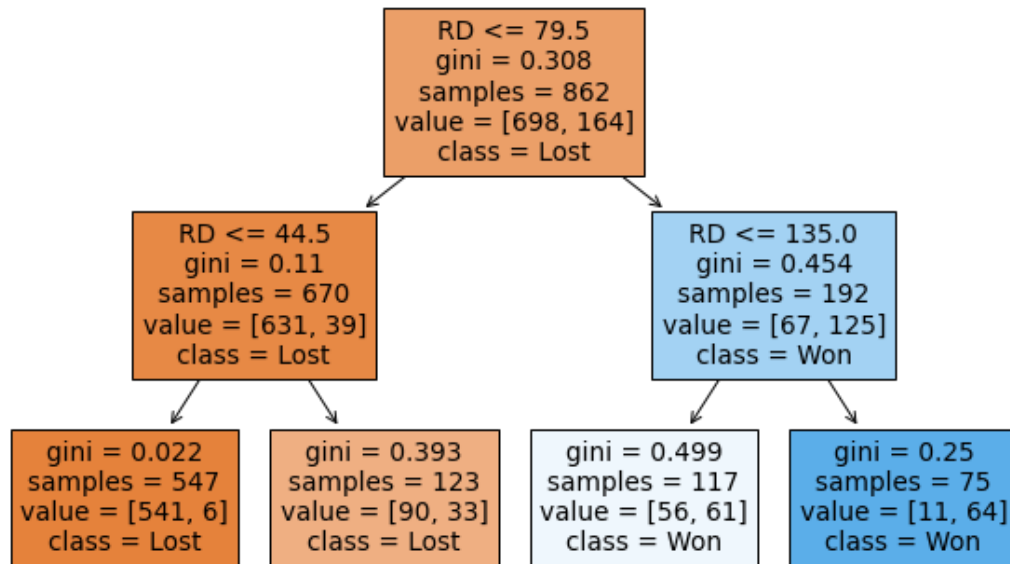 RD <= 79.5
gini = 0.308
samples = 862
value = [698, 164]
class = Lost
RD <= 44.5
gini = 0.11
samples = 670
value = [631, 39]
class = Lost
RD <= 135.0
gini = 0.454
samples = 192
value = [67, 125]
class = Won
gini = 0.022
samples = 547
value = [541, 6]
class = Lost
gini = 0.393
samples = 123
value = [90, 33]
class = Lost
gini = 0.499
samples = 117
value = [56, 61]
class = Won
gini = 0.25
samples = 75
value = [11, 64]
class = Won